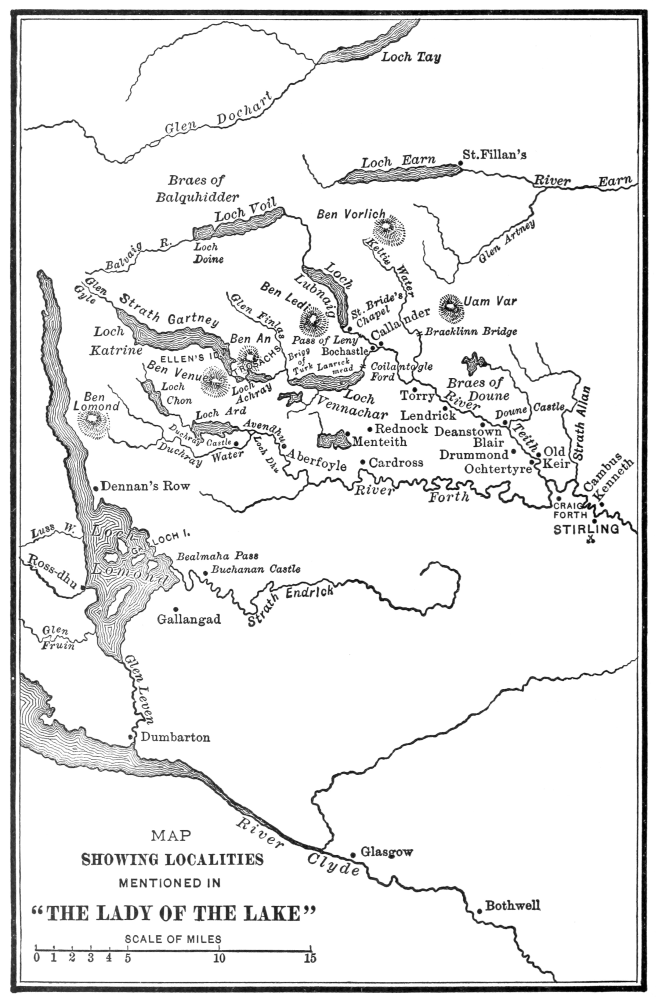 Loch Tay
Glen Dochart
St. Fillan's
Loch Earn
River Earn
Braes of
Balquhidder
Loch Voil
Ben Vorlich
Glen Artney
Keltie Water
Balvaig R.
Loch
Doine
Glen
Gyle
Loch
Lubnaig
Ben Ledi
St. Bride's
Chapel
Uam Var
Strath Gartney
Glen Finlas
Loch
Katrine
Ben An
Pass of Leny
Callander
Bracklinn Bridge
Bochastle
ELLEN'S I.
TROSACHS
Brigg
of
Turk
Lanrick
mead
Coilantogle
Ford
Ben Venue
Loch
Achray
Loch
Vennachar
Braes of
Doune
Loch
Chon
Torry
River
Teith
Ben
Lomond
Loch Ard
Lendrick
Doune Castle
Strath Allan
Avendhu
Rednock
Deanstown
Duchray
Castle
Menteith
Blair
Duchray
Water
Loch Dhu
Aberfoyle
Drummond
Old
Keir
Cardross
Ochtertyre
Cambus
Kenneth
River Forth
Dennan's Row
CRAIG
FORTH
STIRLING
Luss W.
Loch
Lomond
GALLOCH I.
Bealmaha Pass
Ross-dhu
Buchanan Castle
Strath Endrick
Gallangad
Glen
Fruin
Glen Leven
Dumbarton
River Clyde
Glasgow
Bothwell
MAP
SHOWING LOCALITIES
MENTIONED IN
"THE LADY OF THE LAKE"
SCALE OF MILES
0 1 2 3 4 5 10 15